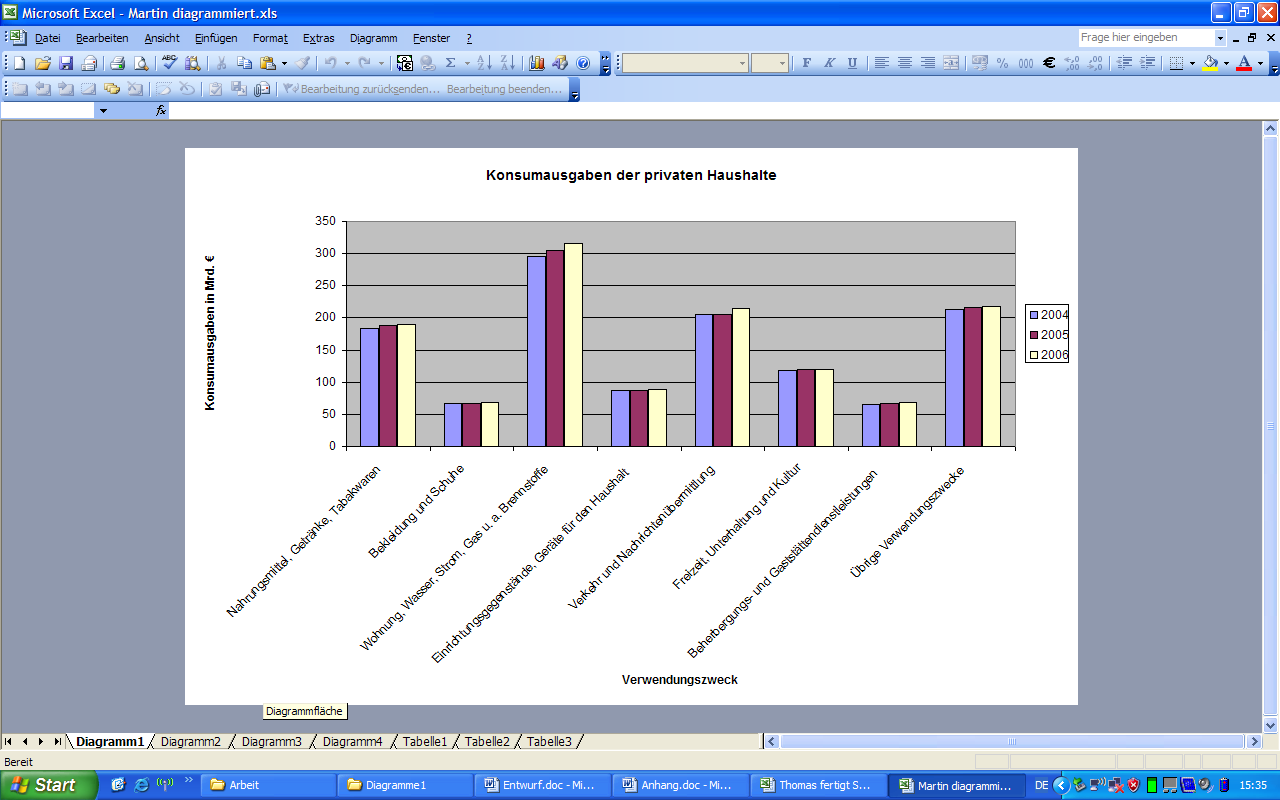 Microsoft Excel - Martin diagrammiert.xls
Datei Bearbeiten Ansicht Einfügen Format Extras Diagramm Fenster ?
Frage hier eingeben
F K U
% 000 €
Bearbeitung zurücksenden... Bearbeitung beenden...
fx
Konsumausgaben der privaten Haushalte
Konsumausgaben in Mrd. €
350
300
250
200
150
100
50
0
2004
2005
2006
Nahrungsmittel, Getränke, Tabakwaren
Bekleidung und Schuhe
Wohnung, Wasser, Strom, Gas u. a. Brennstoffe
Einrichtungsgegenstände, Geräte für den Haushalt
Verkehr und Nachrichtenübermittlung
Freizeit, Unterhaltung und Kultur
Beherbergungs- und Gaststättendienstleistungen
Übrige Verwendungszwecke
Verwendungszweck
Diagrammfläche
Diagramm1 Diagramm2 Diagramm3 Diagramm4 Tabelle1 Tabelle2 Tabelle3
Bereit
Start Arbeit Diagramme1 Entwurf.doc - Mi... Anhang.doc - Mi... Thomas fertigt S... Martin diagrammi... DE 15:35